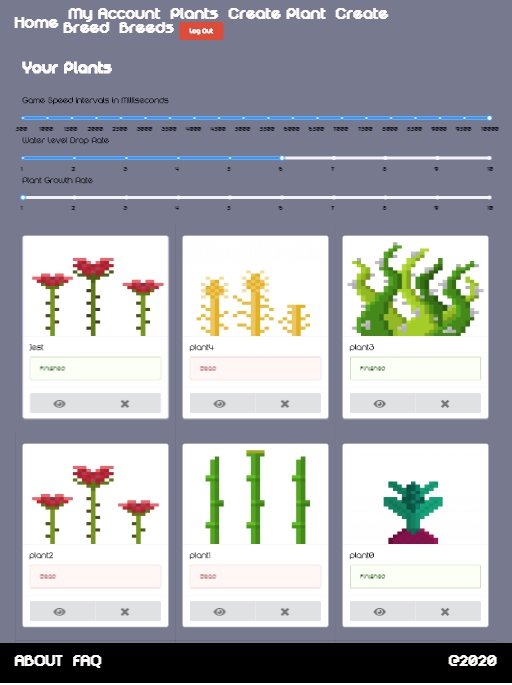 Home My Account Plants Create Plant Create
Breed Breeds Log Out
Your Plants
Game Speed Intervals in Milliseconds
500 1000 1500 2000 2500 3000 3500 4000 4500 5000 5500 6000 6500 7000 7500 8000 8500 9000 9500 10000
Water Level Drop Rate
1 2 3 4 5 6 7 8 9 10
Plant Growth Rate
1 2 3 4 5 6 7 8 9 10
Test plant4 plant3
Finished Dead Finished
plant2 plant1 plant0
Dead Dead Finished
ABOUT FAQ ©2020